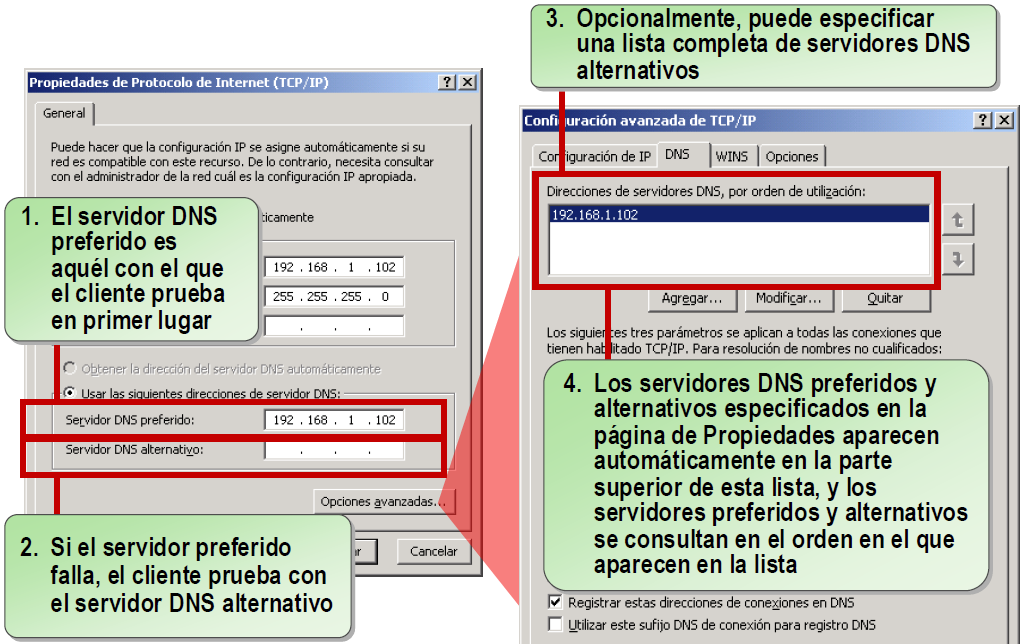 3. Opcionalmente, puede especificar
una lista completa de servidores DNS
alternativos
Propiedades de Protocolo de Internet (TCP/IP)
General
Puede hacer que la configuración IP se asigne automáticamente si su
red es compatible con este recurso. De lo contrario, necesita consultar
con el administrador de la red cuál es la configuración IP apropiada.
1. El servidor DNS
preferido es
aquél con el que
el cliente prueba
en primer lugar
192 . 168 . 1 . 102
255 . 255 . 255 . 0
. . .
Obtener la dirección del servidor DNS automáticamente
Usar las siguientes direcciones de servidor DNS:
Servidor DNS preferido:
192 . 168 . 1 . 102
Servidor DNS alternativo:
. . .
Opciones avanzadas...
Cancelar
2. Si el servidor preferido
falla, el cliente prueba con
el servidor DNS alternativo
Configuración avanzada de TCP/IP
Configuración de IP
DNS
WINS
Opciones
Direcciones de servidores DNS, por orden de utilización:
192.168.1.102
Agregar...
Modificar...
Quitar
Los siguientes tres parámetros se aplican a todas las conexiones que
tienen habilitado TCP/IP. Para resolución de nombres no cualificados:
4. Los servidores DNS preferidos y
alternativos especificados en la
página de Propiedades aparecen
automáticamente en la parte
superior de esta lista, y los
servidores preferidos y alternativos
se consultan en el orden en el que
aparecen en la lista
Registrar estas direcciones de conexiones en DNS
Utilizar este sufijo DNS de conexión para registro DNS